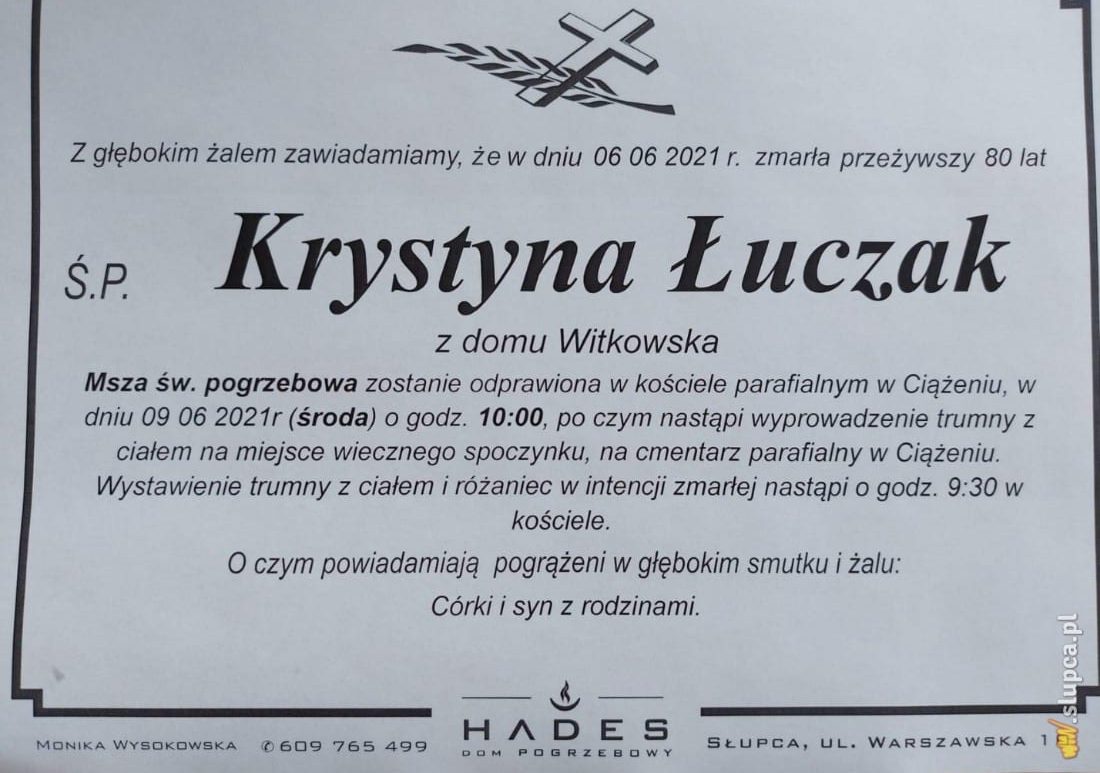 Z głębokim żalem zawiadamiamy, że w dniu 06 06 2021 r. zmarła przeżywszy 80 lat
Ś.P. Krystyna Łuczak
z domu Witkowska
Msza św. pogrzebowa zostanie odprawiona w kościele parafialnym w Ciążeniu, w
dniu 09 06 2021r (środa) o godz. 10:00, po czym nastąpi wyprowadzenie trumny z
ciałem na miejsce wiecznego spoczynku, na cmentarz parafialny w Ciążeniu.
Wystawienie trumny z ciałem i różaniec w intencji zmarłej nastąpi o godz. 9:30 w
kościele.
O czym powiadamiają pogrążeni w głębokim smutku i żalu:
Córki i syn z rodzinami.
MONIKA WYSOKOWSKA ✆609 765 499
HADES
DOM POGRZEBOWY
SŁUPCA, UL. WARSZAWSKA
.slupca.pl